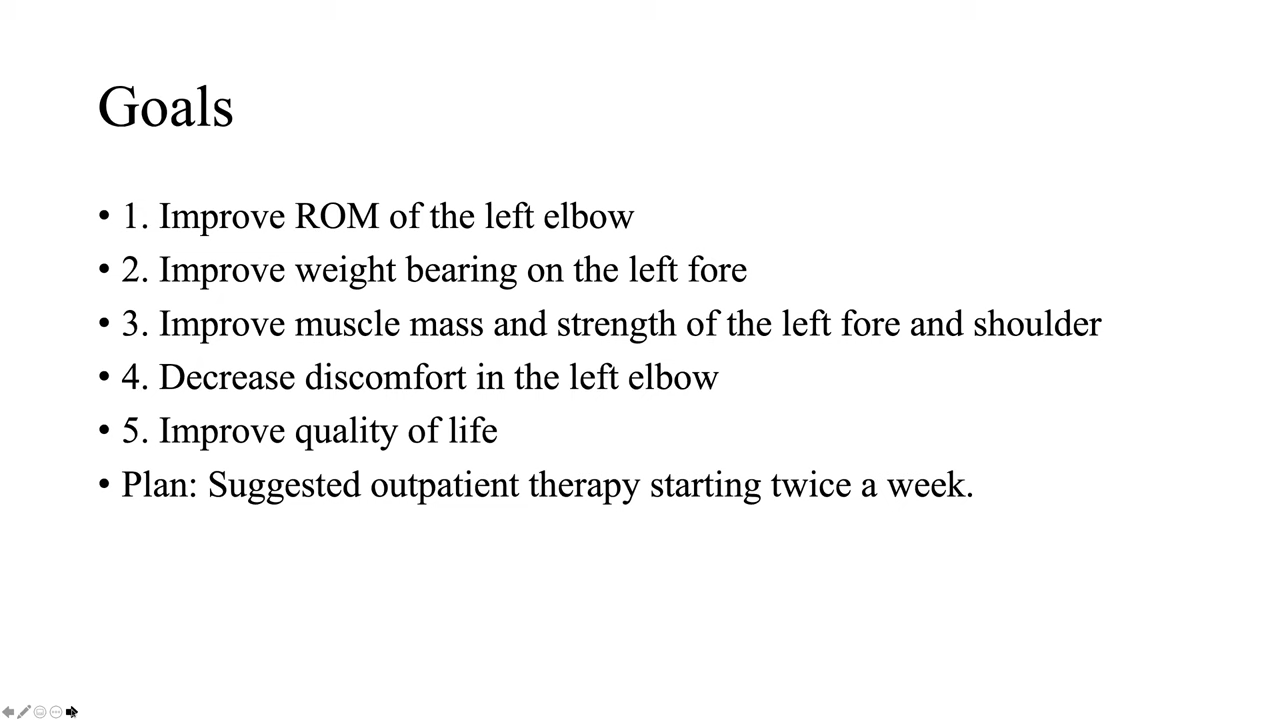 Goals
• 1. Improve ROM of the left elbow
• 2. Improve weight bearing on the left fore
• 3. Improve muscle mass and strength of the left fore and shoulder
• 4. Decrease discomfort in the left elbow
• 5. Improve quality of life
• Plan: Suggested outpatient therapy starting twice a week.